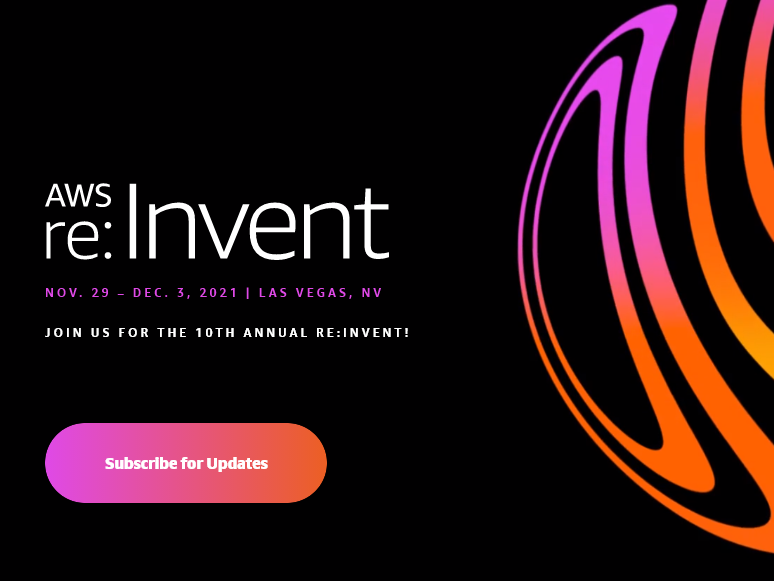 AWS
re:Invent
NOV. 29 – DEC. 3, 2021 | LAS VEGAS, NV
JOIN US FOR THE 10TH ANNUAL RE:INVENT!
Subscribe for Updates